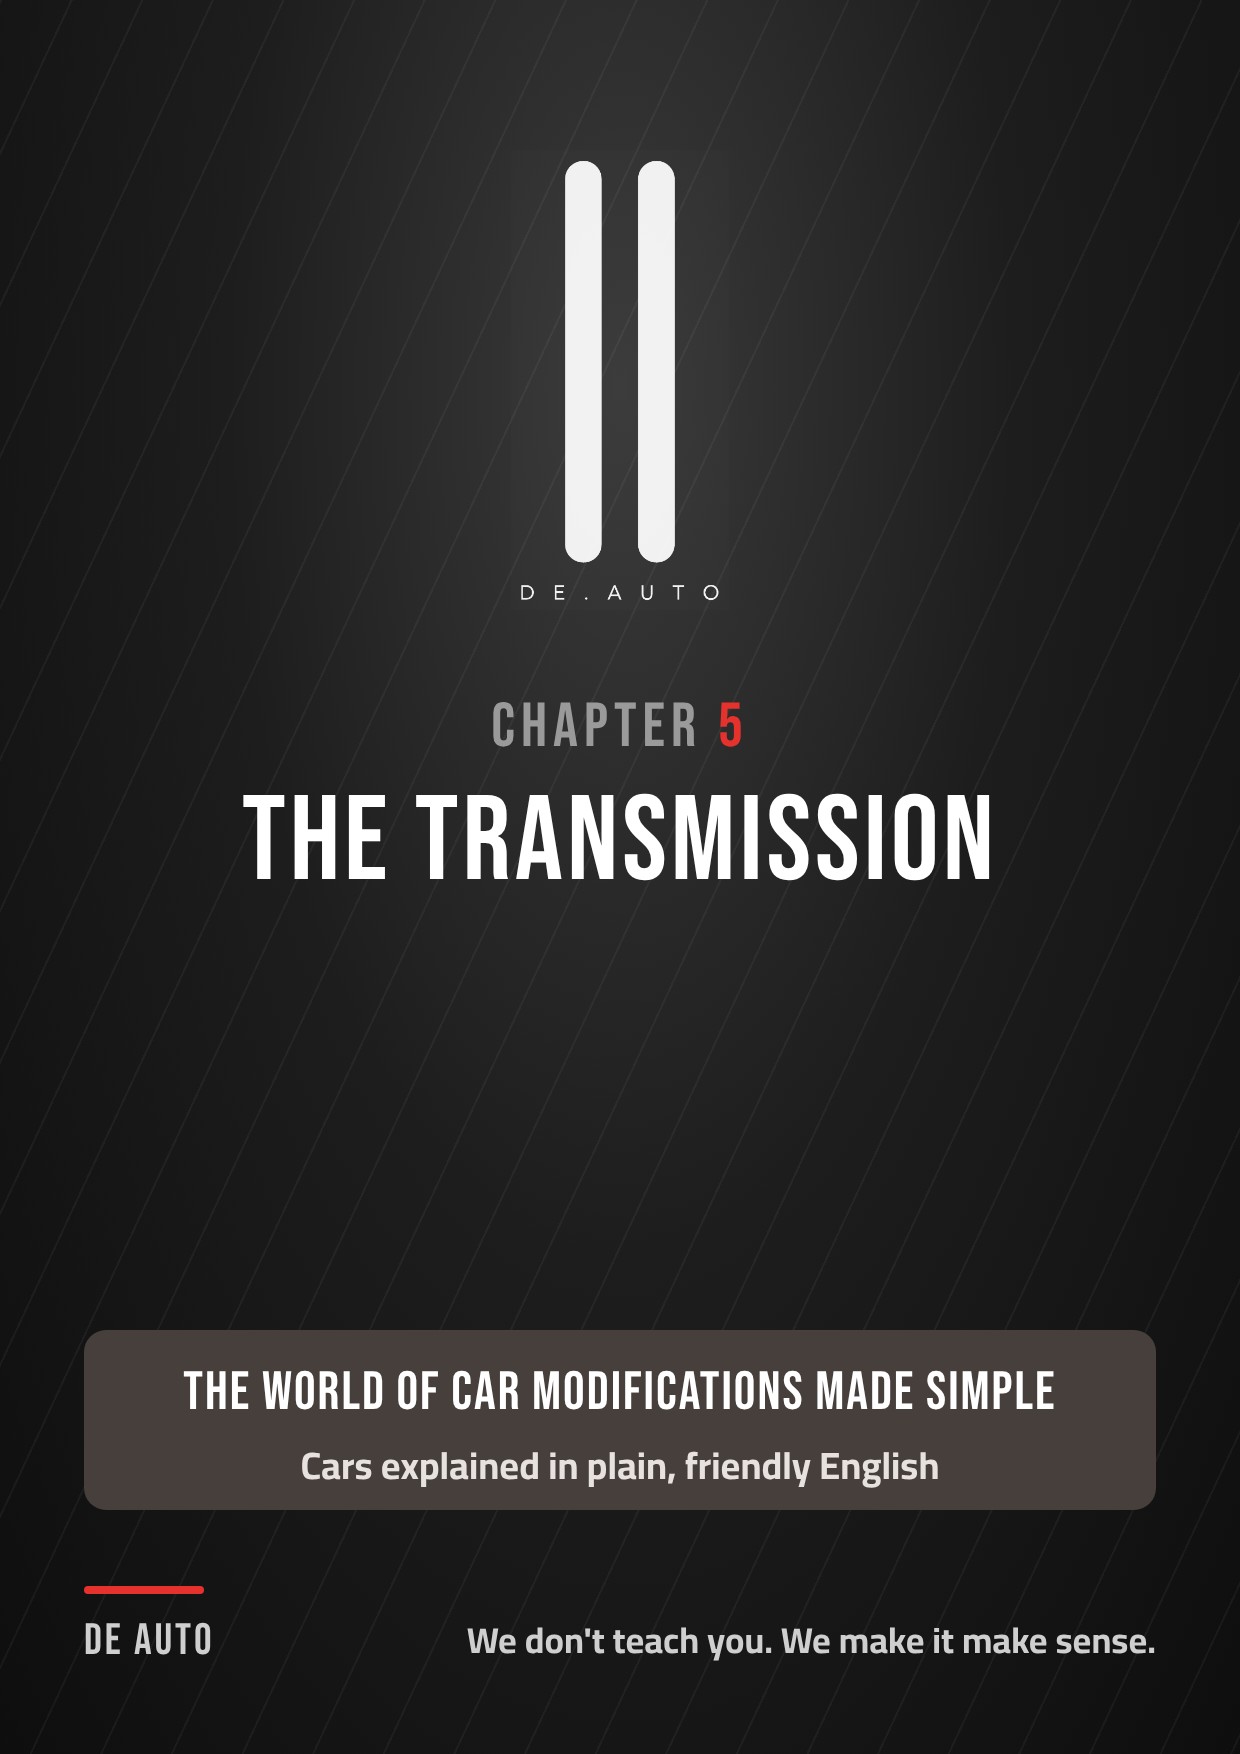 DE.AUTO
CHAPTER 5
THE TRANSMISSION
THE WORLD OF CAR MODIFICATIONS MADE SIMPLE
Cars explained in plain, friendly English
DE AUTO
We don't teach you. We make it make sense.